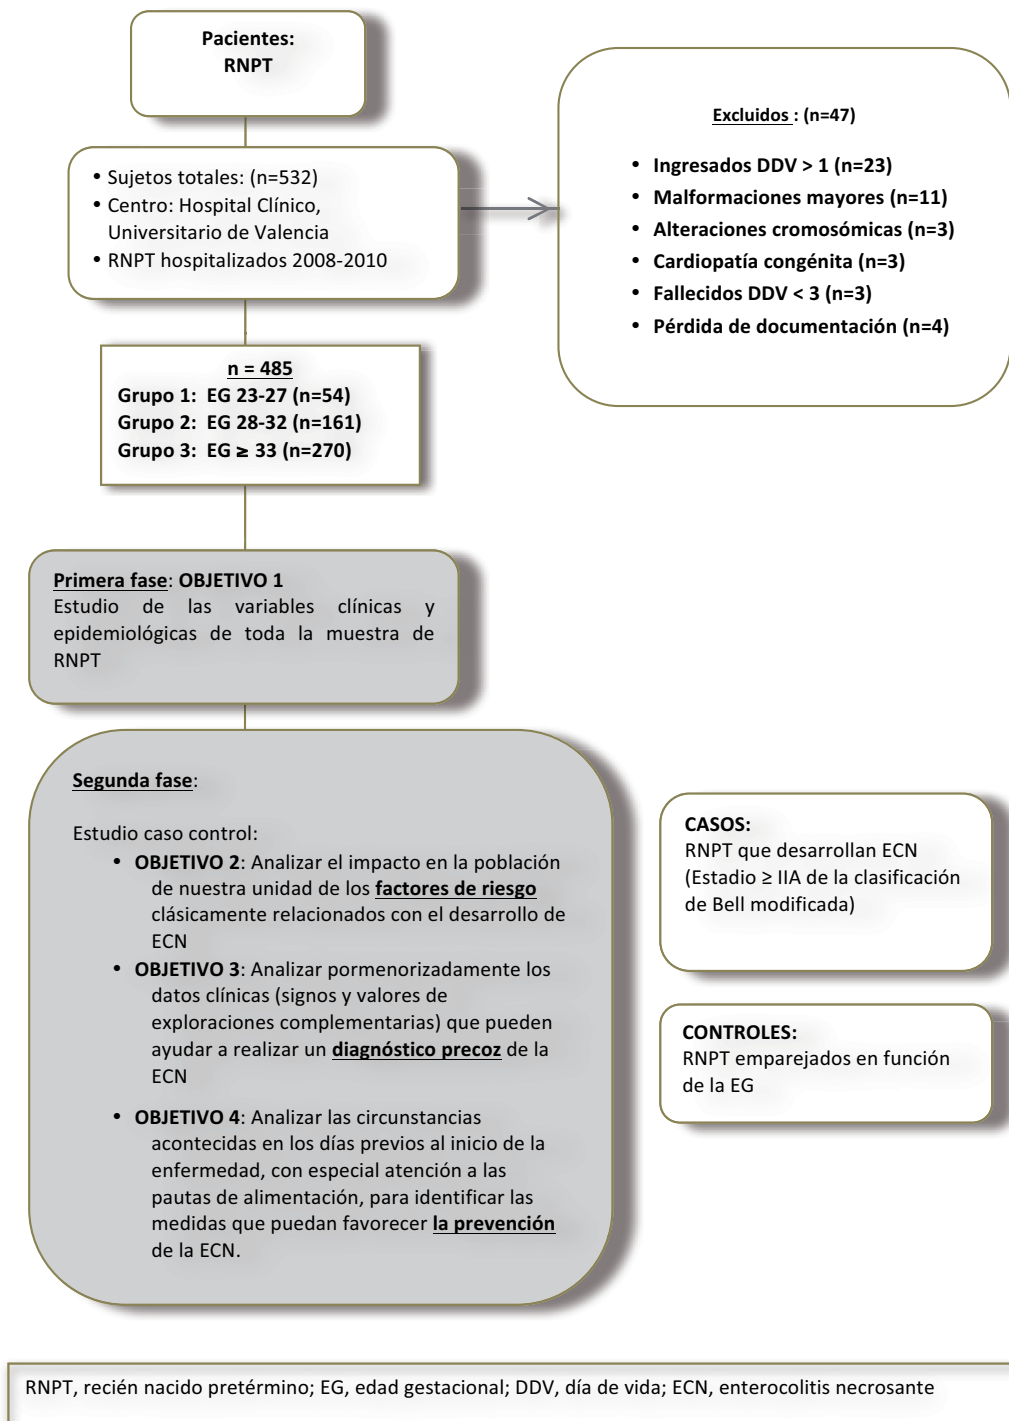 Pacientes:
RNPT
• Sujetos totales: (n=532)
• Centro: Hospital Clínico,
Universitario de Valencia
• RNPT hospitalizados 2008-2010
Excluidos : (n=47)
• Ingresados DDV > 1 (n=23)
• Malformaciones mayores (n=11)
• Alteraciones cromosómicas (n=3)
• Cardiopatía congénita (n=3)
• Fallecidos DDV < 3 (n=3)
• Pérdida de documentación (n=4)
n = 485
Grupo 1: EG 23-27 (n=54)
Grupo 2: EG 28-32 (n=161)
Grupo 3: EG ≥ 33 (n=270)
Primera fase: OBJETIVO 1
Estudio de las variables clínicas y
epidemiológicas de toda la muestra de
RNPT
Segunda fase:
Estudio caso control:
• OBJETIVO 2: Analizar el impacto en la población
de nuestra unidad de los factores de riesgo
clásicamente relacionados con el desarrollo de
ECN
• OBJETIVO 3: Analizar pormenorizadamente los
datos clínicas (signos y valores de
exploraciones complementarias) que pueden
ayudar a realizar un diagnóstico precoz de la
ECN
• OBJETIVO 4: Analizar las circunstancias
acontecidas en los días previos al inicio de la
enfermedad, con especial atención a las
pautas de alimentación, para identificar las
medidas que puedan favorecer la prevención
de la ECN.
CASOS:
RNPT que desarrollan ECN
(Estadio ≥ IIA de la clasificación
de Bell modificada)
CONTROLES:
RNPT emparejados en función
de la EG
RNPT, recién nacido pretérmino; EG, edad gestacional; DDV, día de vida; ECN, enterocolitis necrosante